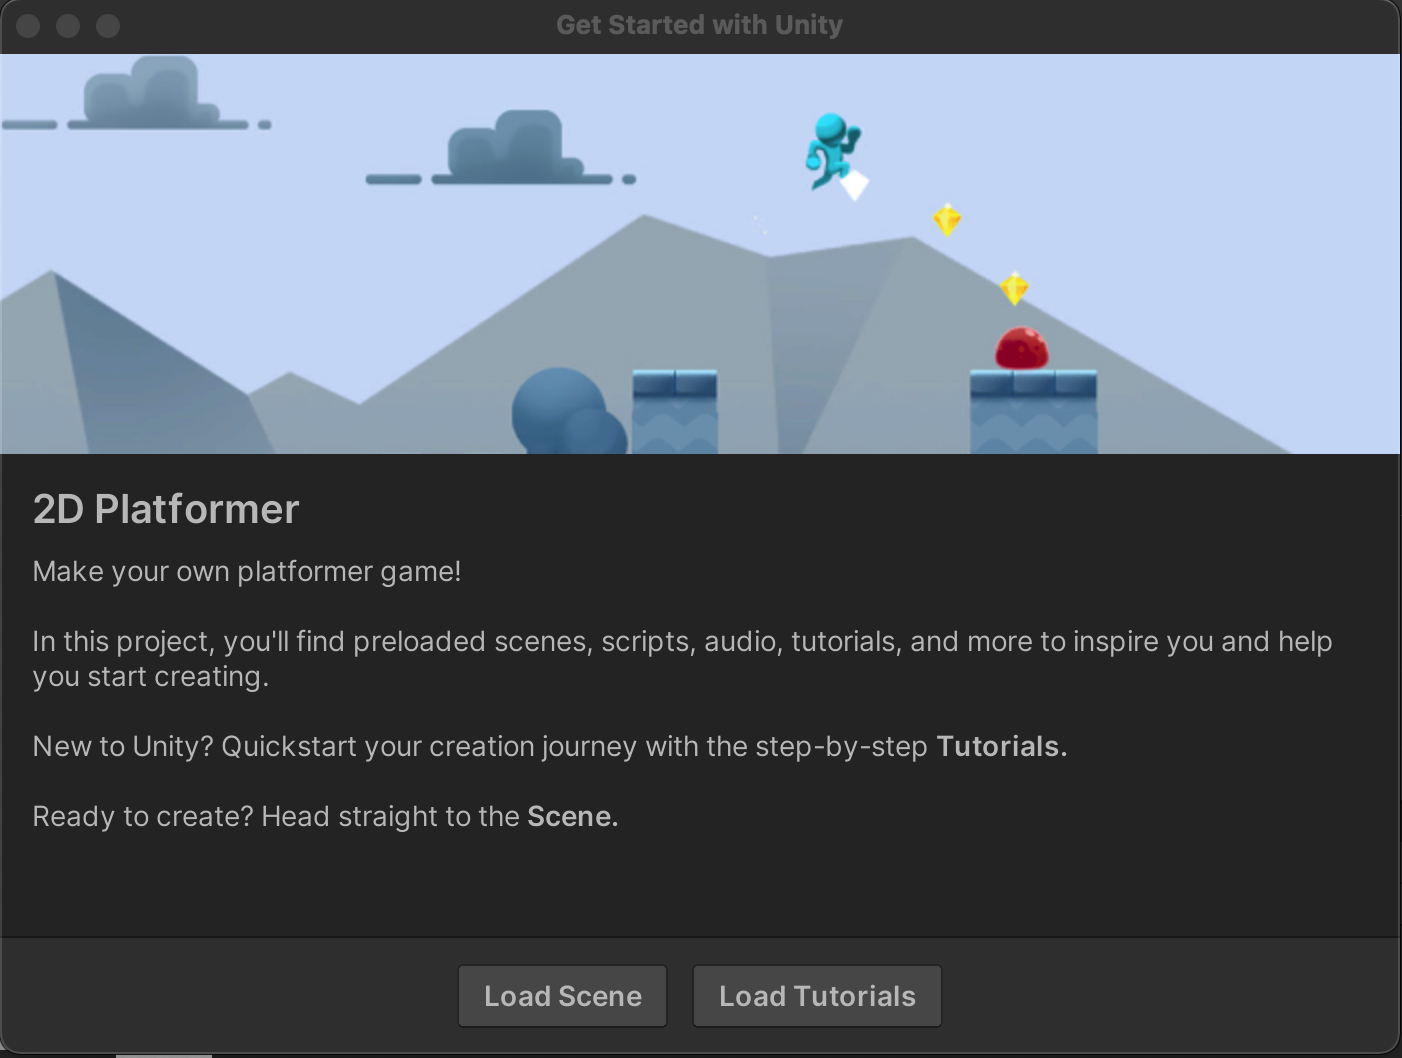 Get Started with Unity
2D Platformer
Make your own platformer game!
In this project, you'll find preloaded scenes, scripts, audio, tutorials, and more to inspire you and help
you start creating.
New to Unity? Quickstart your creation journey with the step-by-step Tutorials.
Ready to create? Head straight to the Scene.
Load Scene
Load Tutorials